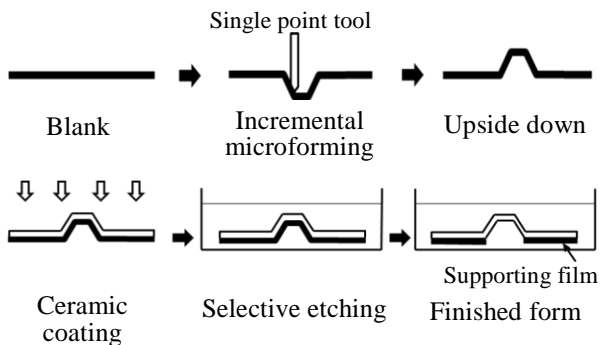 Single point tool
Blank
Incremental
microforming
Upside down
Ceramic
coating
Selective etching
Supporting film
Finished form